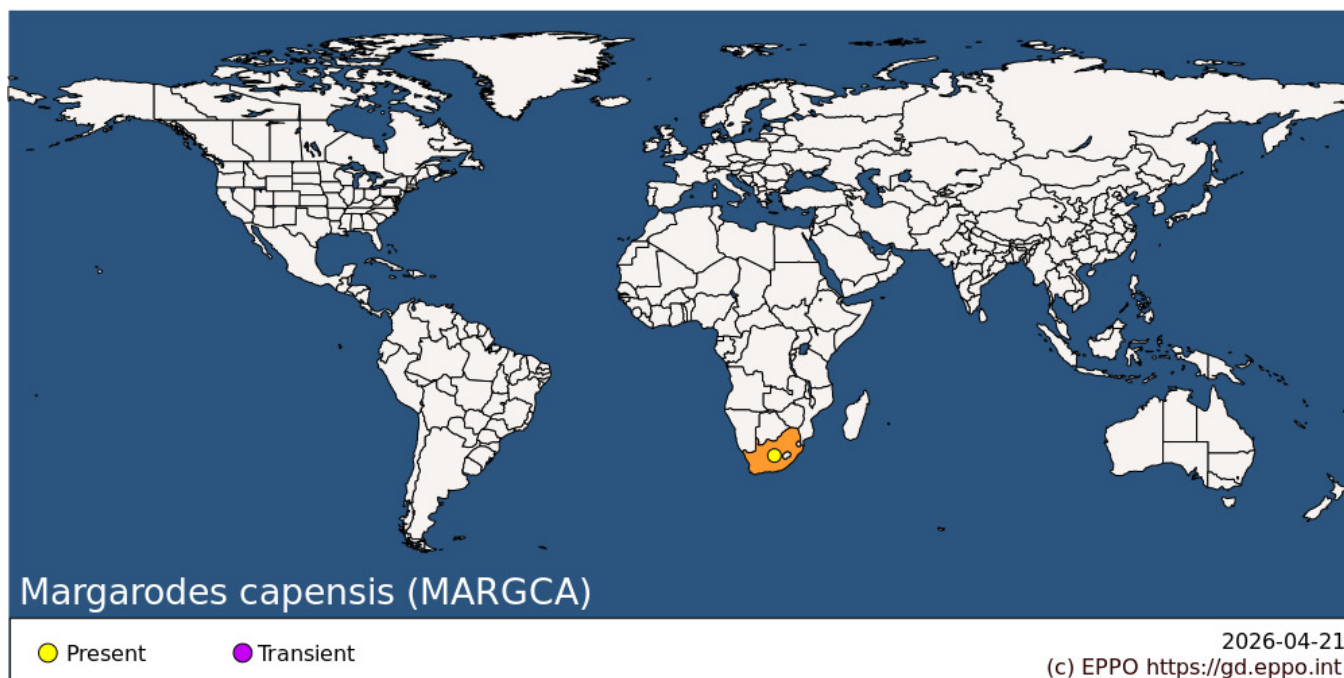 Margarodes capensis (MARGCA)
Present
Transient
2026-04-21
(c) EPPO https://gd.eppo.int